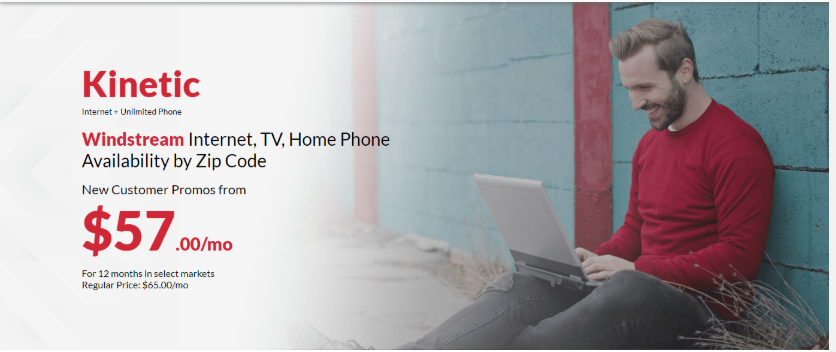 Kinetic
Internet + Unlimited Phone
Windstream Internet, TV, Home Phone
Availability by Zip Code
New Customer Promos from
$57.00/mo
For 12 months in select markets
Regular Price: $65.00/mo